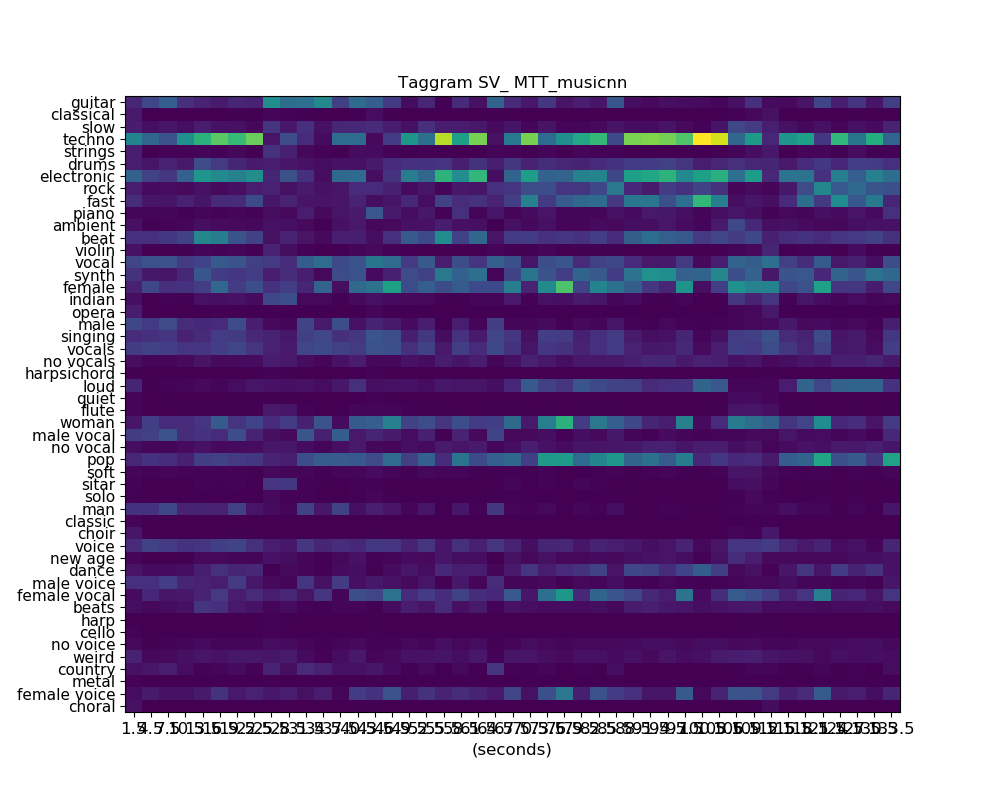 Taggram SV_ MTT_musicnn
guitar
classical
slow
techno
strings
drums
electronic
rock
fast
piano
ambient
beat
violin
vocal
synth
female
indian
opera
male
singing
vocals
no vocals
harpsichord
loud
quiet
flute
woman
male vocal
no vocal
pop
soft
sitar
solo
man
classic
choir
voice
new age
dance
male voice
female vocal
beats
harp
cello
no voice
weird
country
metal
female voice
choral
(seconds)